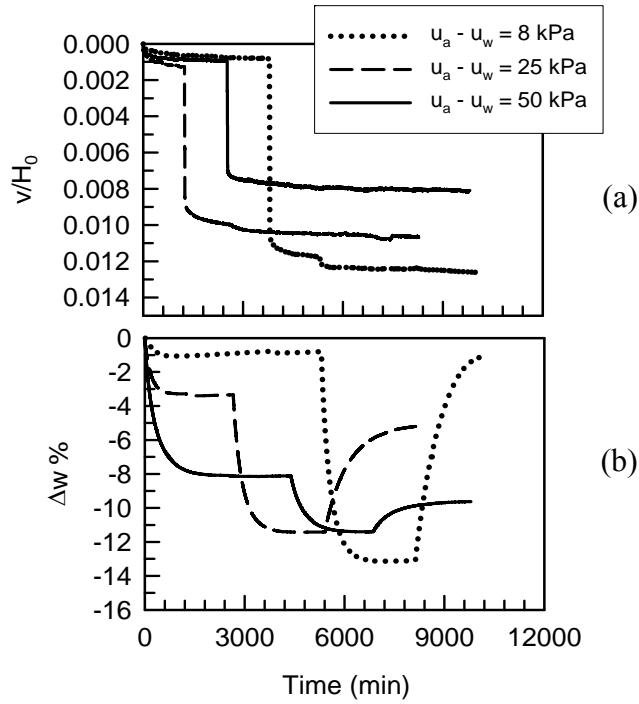 u_a - u_w = 8 kPa
u_a - u_w = 25 kPa
u_a - u_w = 50 kPa
0.000
0.002
0.004
0.006
0.008
0.010
0.012
0.014
v/H_0
(a)
0
-2
-4
-6
-8
-10
-12
-14
-16
Δw %
(b)
0 3000 6000 9000 12000
Time (min)